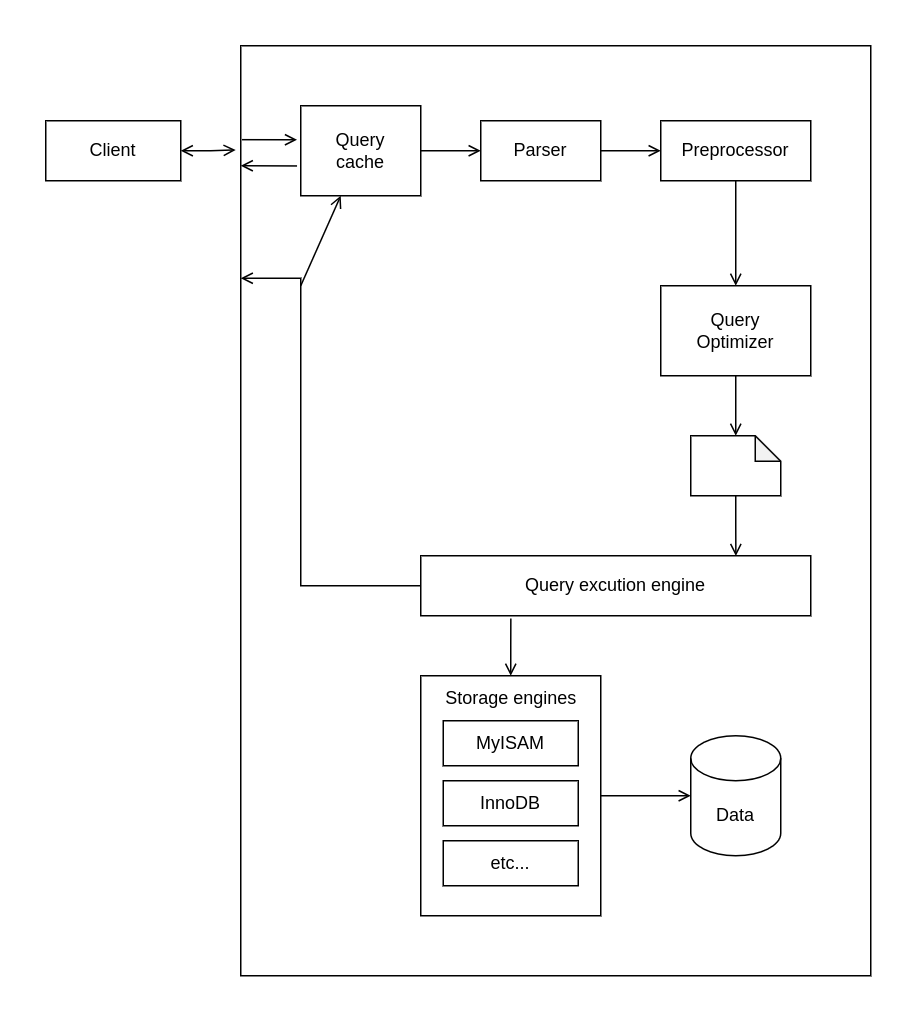 Client
Query
cache
Parser
Preprocessor
Query
Optimizer
Query excution engine
Storage engines
MyISAM
InnoDB
etc...
Data